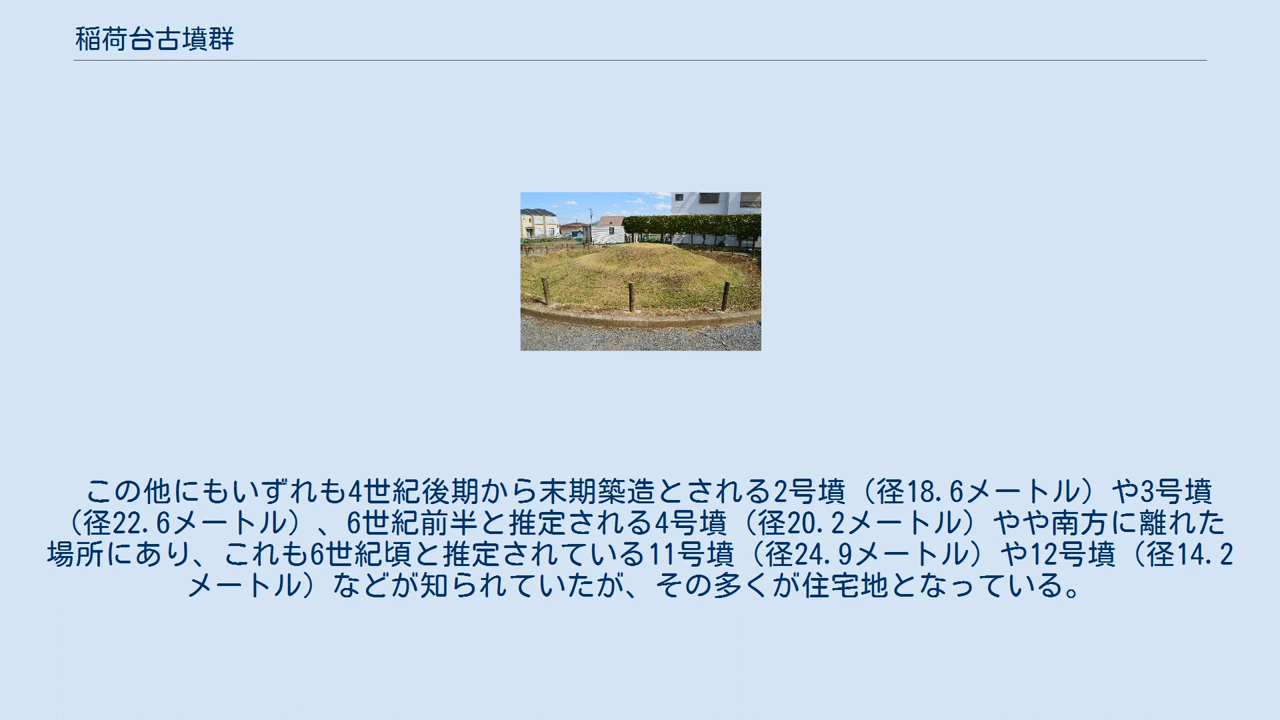 稲荷台古墳群
この他にもいずれも4世紀後期から末期築造とされる2号墳（径18.6メートル）や3号墳
（径22.6メートル）、6世紀前半と推定される4号墳（径20.2メートル）やや南方に離れた
場所にあり、これも6世紀頃と推定されている11号墳（径24.9メートル）や12号墳（径14.2
メートル）などが知られていたが、その多くが住宅地となっている。